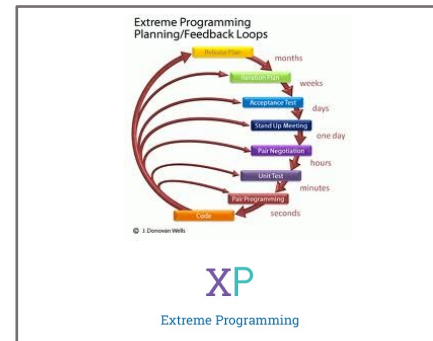 Extreme Programming
Planning/Feedback Loops
Release Plan
months
Iteration Plan
weeks
Acceptance Test
days
Stand Up Meeting
one day
Pair Negotiation
hours
Unit Test
minutes
Pair Programming
seconds
Code
© J. Donovan Wells
XP
Extreme Programming